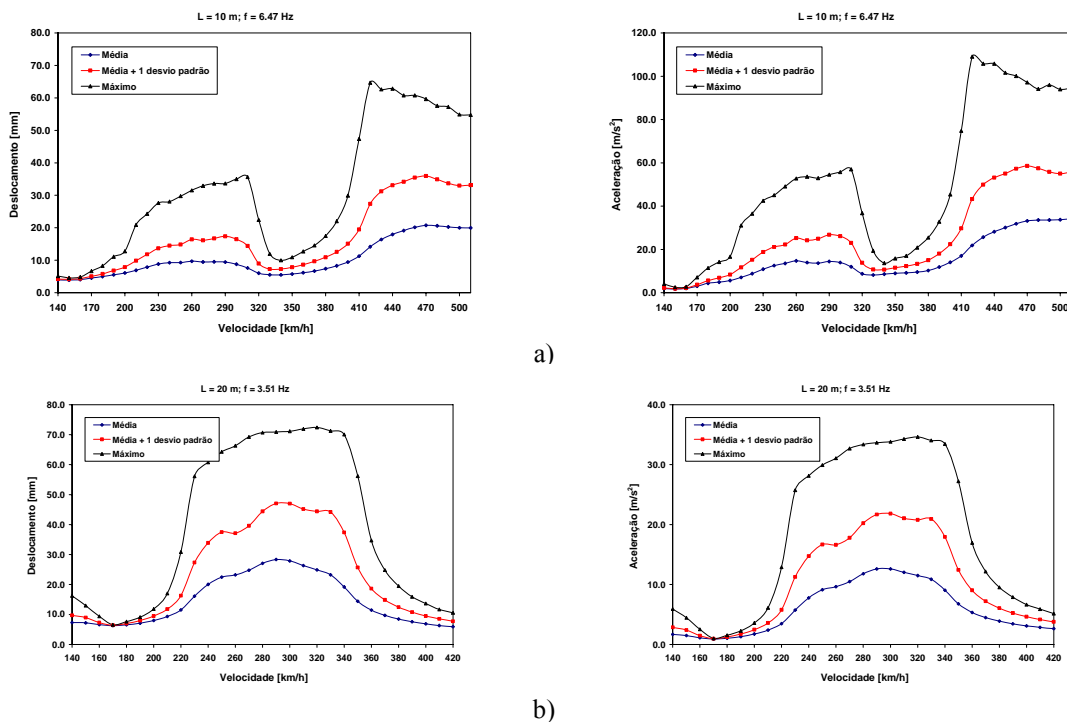 L = 10 m; f = 6.47 Hz
80.0
70.0
60.0
50.0
40.0
30.0
20.0
10.0
0.0
Deslocamento [mm]
Média
Média + 1 desvio padrão
Máximo
140 170 200 230 260 290 320 350 380 410 440 470 500
Velocidade [km/h]
L = 10 m; f = 6.47 Hz
120.0
100.0
80.0
60.0
40.0
20.0
0.0
Aceleração [m/s²]
Média
Média + 1 desvio padrão
Máximo
140 170 200 230 260 290 320 350 380 410 440 470 500
Velocidade [km/h]
a)
L = 20 m; f = 3.51 Hz
80.0
70.0
60.0
50.0
40.0
30.0
20.0
10.0
0.0
Deslocamento [mm]
Média
Média + 1 desvio padrão
Máximo
140 160 180 200 220 240 260 280 300 320 340 360 380 400 420
Velocidade [km/h]
L = 20 m; f = 3.51 Hz
40.0
30.0
20.0
10.0
0.0
Aceleração [m/s²]
Média
Média + 1 desvio padrão
Máximo
140 160 180 200 220 240 260 280 300 320 340 360 380 400 420
Velocidade [km/h]
b)